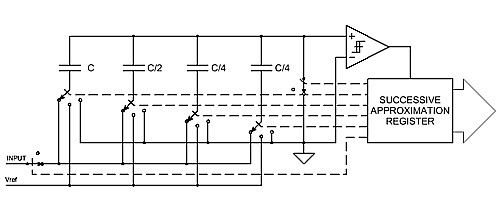 +
-
C
C/2
C/4
C/4
SUCCESSIVE
APPROXIMATION
REGISTER
INPUT
Vref